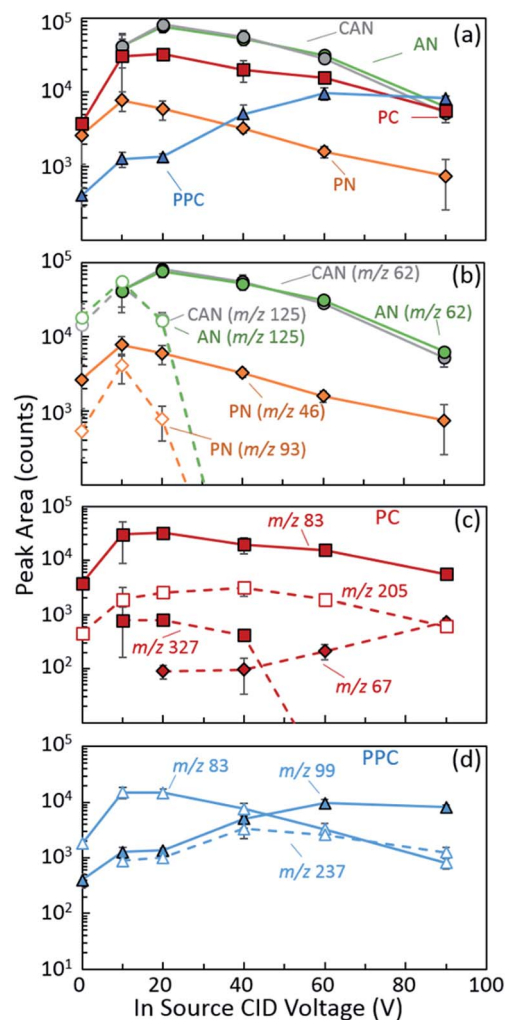 10^5
(a)
CAN
AN
10^4
PC
10^3
PN
PPC
10^5
(b)
CAN (m/z 62)
AN (m/z 62)
10^4
CAN (m/z 125)
AN (m/z 125)
10^3
PN (m/z 46)
PN (m/z 93)
Peak Area (counts)
10^5
PC
(c)
m/z 83
10^4
m/z 205
10^3
m/z 327
10^2
m/z 67
10^5
PPC
(d)
m/z 83
m/z 99
10^4
10^3
m/z 237
10^2
10^1
0 20 40 60 80 100
In Source CID Voltage (V)